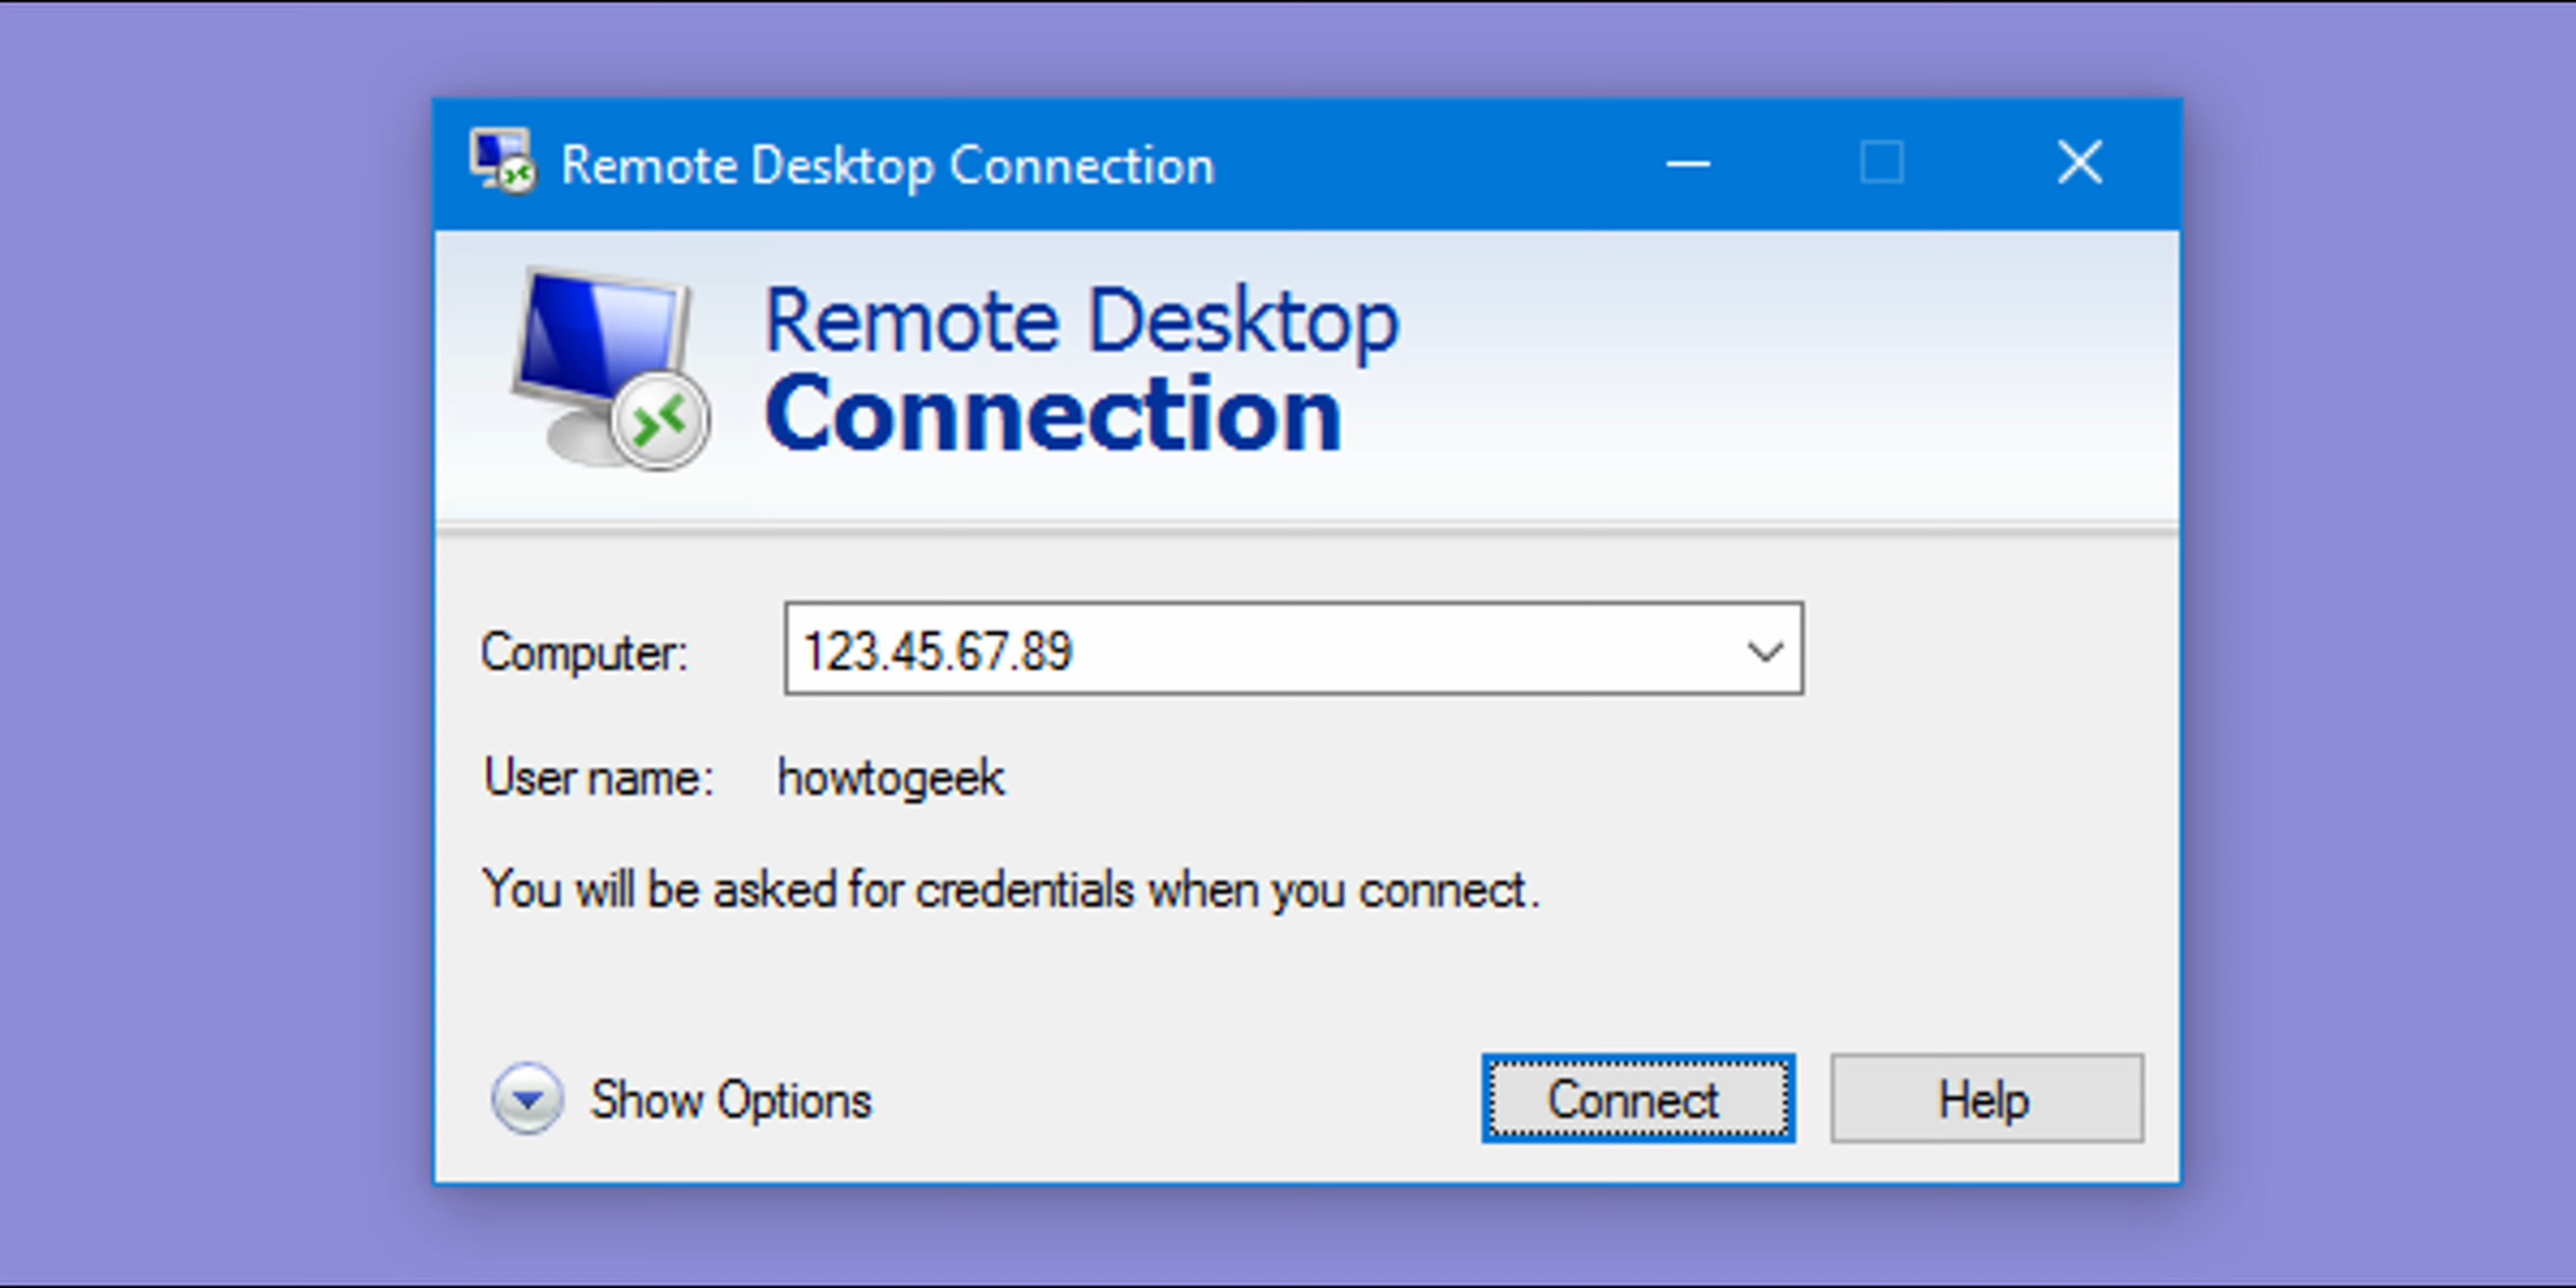 Remote Desktop Connection
Remote Desktop
Connection
Computer: 123.45.67.89
User name: howtogeek
You will be asked for credentials when you connect.
Show Options Connect Help